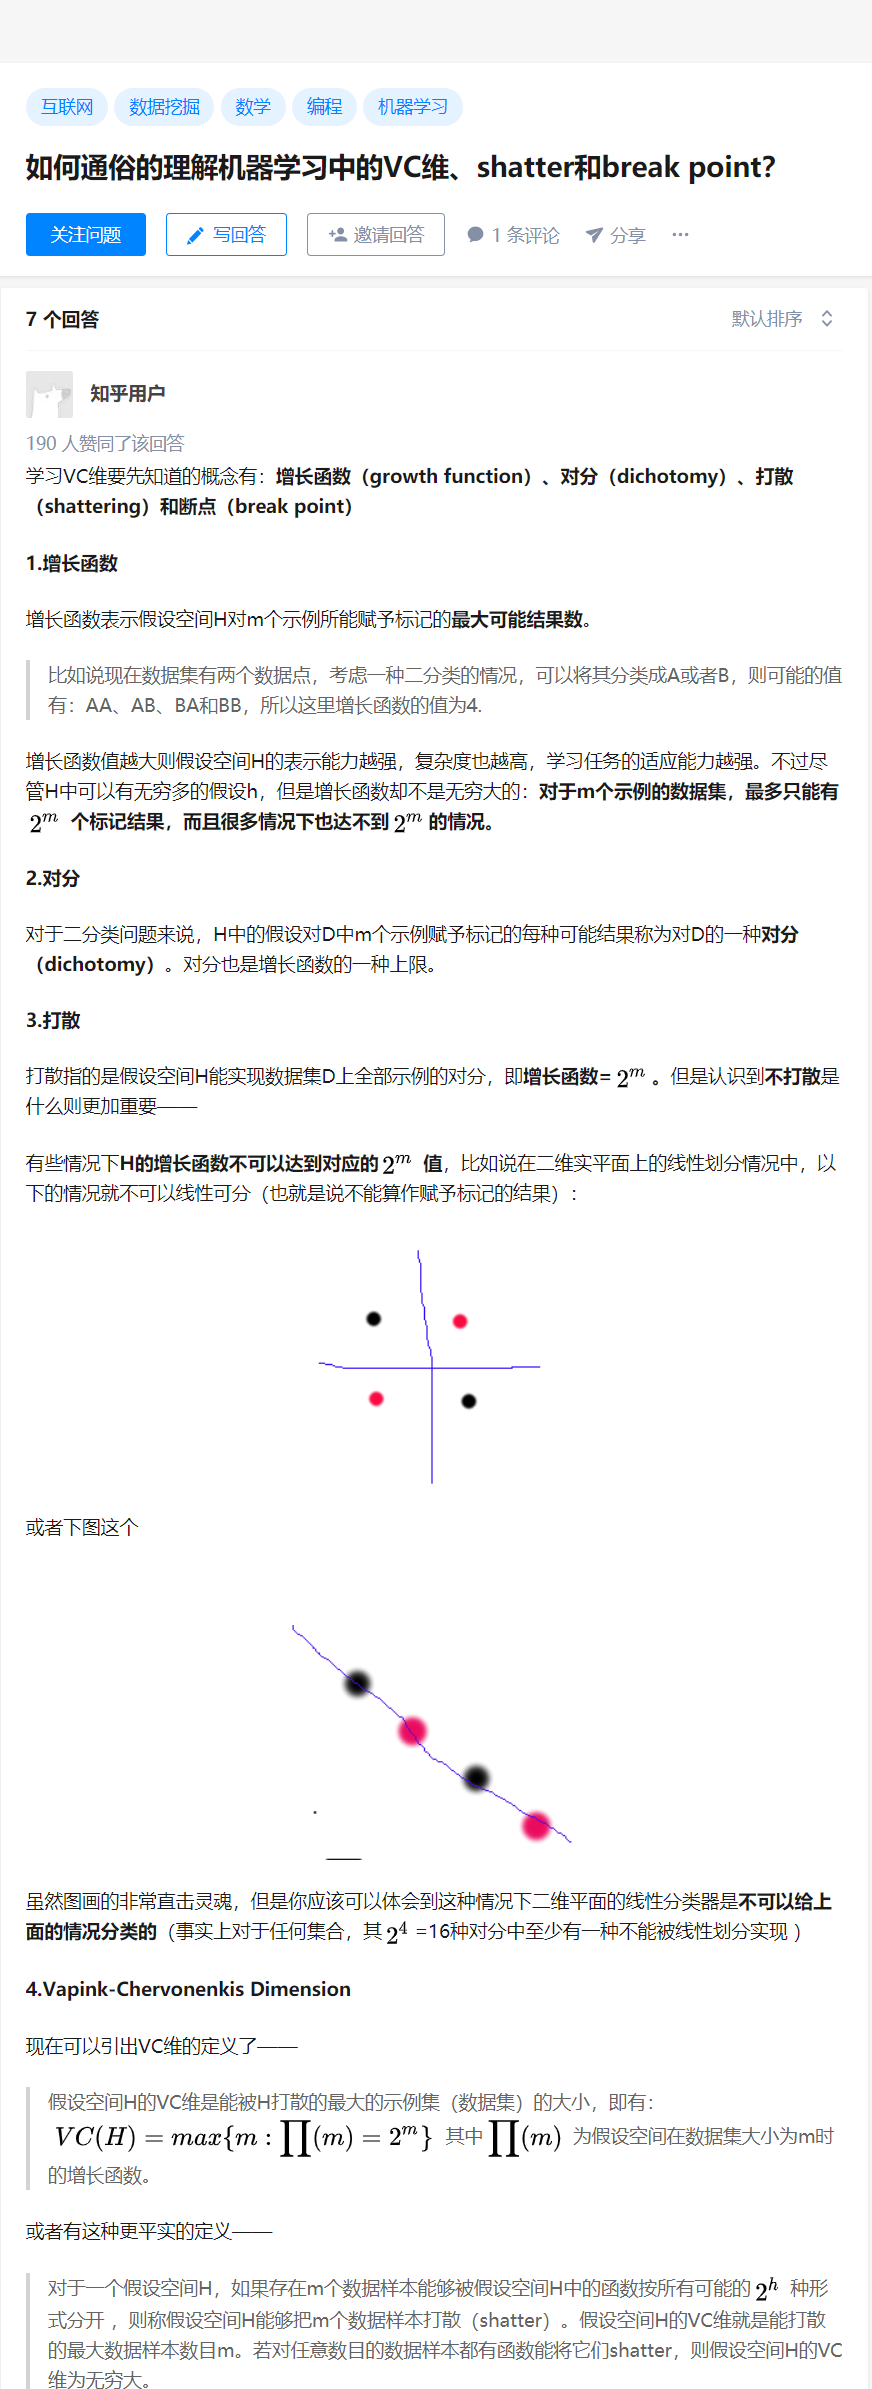 互联网 数据挖掘 数学 编程 机器学习
如何通俗的理解机器学习中的VC维、shatter和break point?
关注问题 写回答 邀请回答 1 条评论 分享 ···
7 个回答 默认排序
知乎用户
190 人赞同了该回答
学习VC维要先知道的概念有：增长函数（growth function）、对分（dichotomy）、打散
（shattering）和断点（break point）
1.增长函数
增长函数表示假设空间H对m个示例所能赋予标记的最大可能结果数。
比如说现在数据集有两个数据点，考虑一种二分类的情况，可以将其分类成A或者B，则可能的值
有：AA、AB、BA和BB，所以这里增长函数的值为4.
增长函数值越大则假设空间H的表示能力越强，复杂度也越高，学习任务的适应能力越强。不过尽
管H中可以有无穷多的假设h，但是增长函数却不是无穷大的：对于m个示例的数据集，最多只能有
2^m 个标记结果，而且很多情况下也达不到 2^m 的情况。
2.对分
对于二分类问题来说，H中的假设对D中m个示例赋予标记的每种可能结果称为对D的一种对分
（dichotomy）。对分也是增长函数的一种上限。
3.打散
打散指的是假设空间H能实现数据集D上全部示例的对分，即增长函数= 2^m 。但是认识到不打散是
什么则更加重要——
有些情况下H的增长函数不可以达到对应的 2^m 值，比如说在二维实平面上的线性划分情况中，以
下的情况就不可以线性可分（也就是说不能算作赋予标记的结果）：
或者下图这个
虽然图画的非常直击灵魂，但是你应该可以体会到这种情况下二维平面的线性分类器是不可以给上
面的情况分类的（事实上对于任何集合，其 2^4 =16种对分中至少有一种不能被线性划分实现 ）
4.Vapink-Chervonenkis Dimension
现在可以引出VC维的定义了——
假设空间H的VC维是能被H打散的最大的示例集（数据集）的大小，即有：
VC(H) = max{m : ∏(m) = 2^m} 其中 ∏(m) 为假设空间在数据集大小为m时
的增长函数。
或者有这种更平实的定义——
对于一个假设空间H，如果存在m个数据样本能够被假设空间H中的函数按所有可能的 2^h 种形
式分开 ，则称假设空间H能够把m个数据样本打散（shatter）。假设空间H的VC维就是能打散
的最大数据样本数目m。若对任意数目的数据样本都有函数能将它们shatter，则假设空间H的VC
维为无穷大。